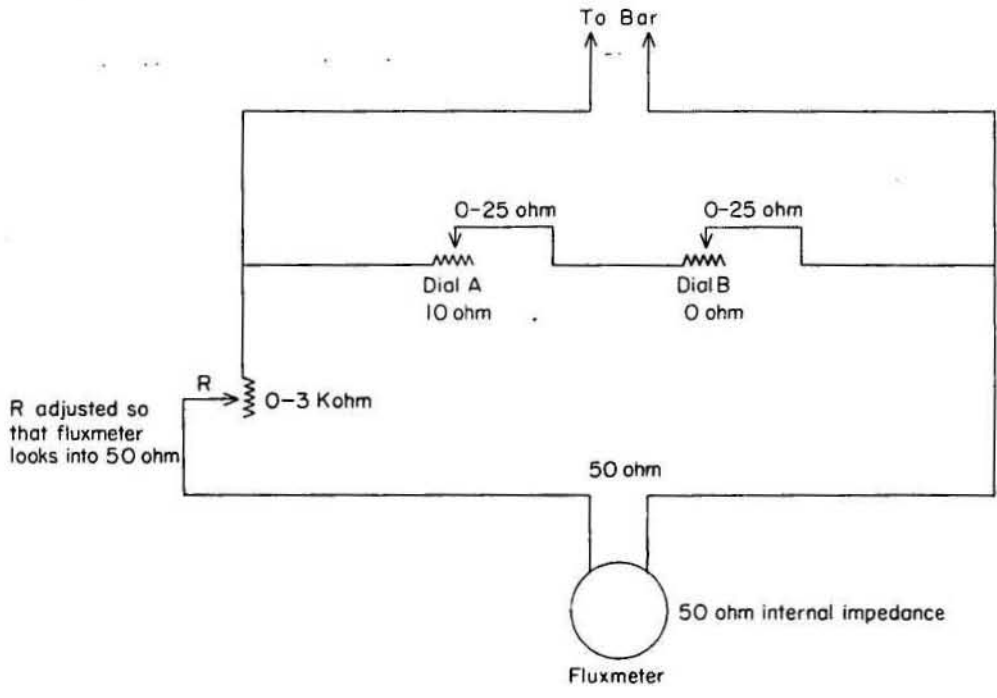 To Bar
0-25 ohm
0-25 ohm
Dial A
10 ohm
Dial B
0 ohm
R
0-3 Kohm
R adjusted so
that fluxmeter
looks into 50 ohm
50 ohm
50 ohm internal impedance
Fluxmeter